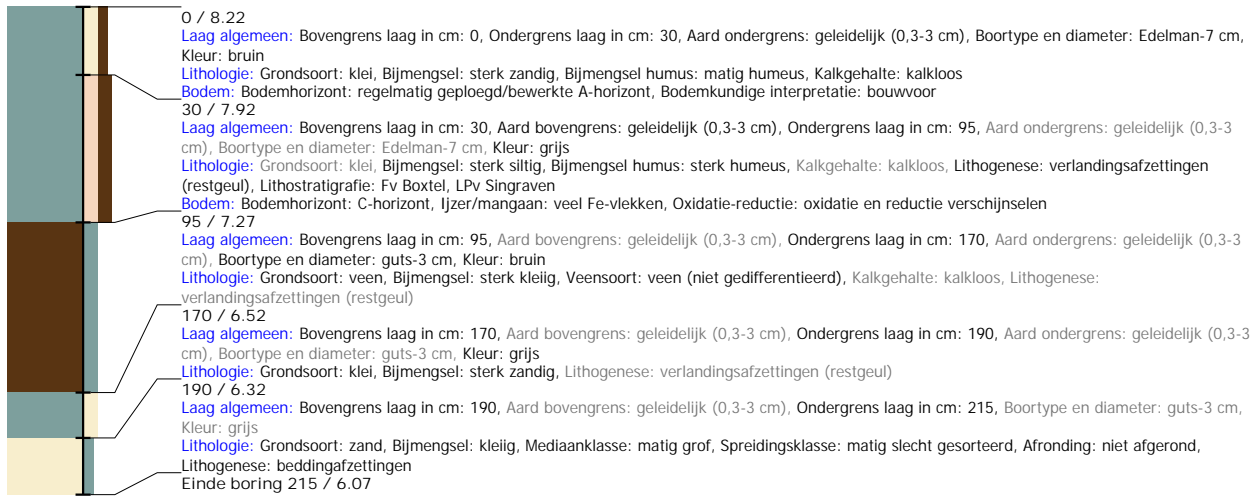 0 / 8.22
Laag algemeen: Bovengrens laag in cm: 0, Ondergrens laag in cm: 30, Aard ondergrens: geleidelijk (0,3-3 cm), Boortype en diameter: Edelman-7 cm,
Kleur: bruin
Lithologie: Grondsoort: klei, Bijmengsel: sterk zandig, Bijmengsel humus: matig humeus, Kalkgehalte: kalkloos
Bodem: Bodemhorizont: regelmatig geploegd/bewerkte A-horizont, Bodemkundige interpretatie: bouwvoor
30 / 7.92
Laag algemeen: Bovengrens laag in cm: 30, Aard bovengrens: geleidelijk (0,3-3 cm), Ondergrens laag in cm: 95, Aard ondergrens: geleidelijk (0,3-3
cm), Boortype en diameter: Edelman-7 cm, Kleur: grijs
Lithologie: Grondsoort: klei, Bijmengsel: sterk siltig, Bijmengsel humus: sterk humeus, Kalkgehalte: kalkloos, Lithogenese: verlandingsafzettingen
(restgeul), Lithostratigrafie: Fv Boxtel, LPv Singraven
Bodem: Bodemhorizont: C-horizont, Ijzer/mangaan: veel Fe-vlekken, Oxidatie-reductie: oxidatie en reductie verschijnselen
95 / 7.27
Laag algemeen: Bovengrens laag in cm: 95, Aard bovengrens: geleidelijk (0,3-3 cm), Ondergrens laag in cm: 170, Aard ondergrens: geleidelijk (0,3-3
cm), Boortype en diameter: guts-3 cm, Kleur: bruin
Lithologie: Grondsoort: veen, Bijmengsel: sterk kleiig, Veensoort: veen (niet gedifferentieerd), Kalkgehalte: kalkloos, Lithogenese:
verlandingsafzettingen (restgeul)
170 / 6.52
Laag algemeen: Bovengrens laag in cm: 170, Aard bovengrens: geleidelijk (0,3-3 cm), Ondergrens laag in cm: 190, Aard ondergrens: geleidelijk (0,3-3
cm), Boortype en diameter: guts-3 cm, Kleur: grijs
Lithologie: Grondsoort: klei, Bijmengsel: sterk zandig, Lithogenese: verlandingsafzettingen (restgeul)
190 / 6.32
Laag algemeen: Bovengrens laag in cm: 190, Aard bovengrens: geleidelijk (0,3-3 cm), Ondergrens laag in cm: 215, Boortype en diameter: guts-3 cm,
Kleur: grijs
Lithologie: Grondsoort: zand, Bijmengsel: kleiig, Mediaanklasse: matig grof, Spreidingsklasse: matig slecht gesorteerd, Afronding: niet afgerond,
Lithogenese: beddingafzettingen
Einde boring 215 / 6.07